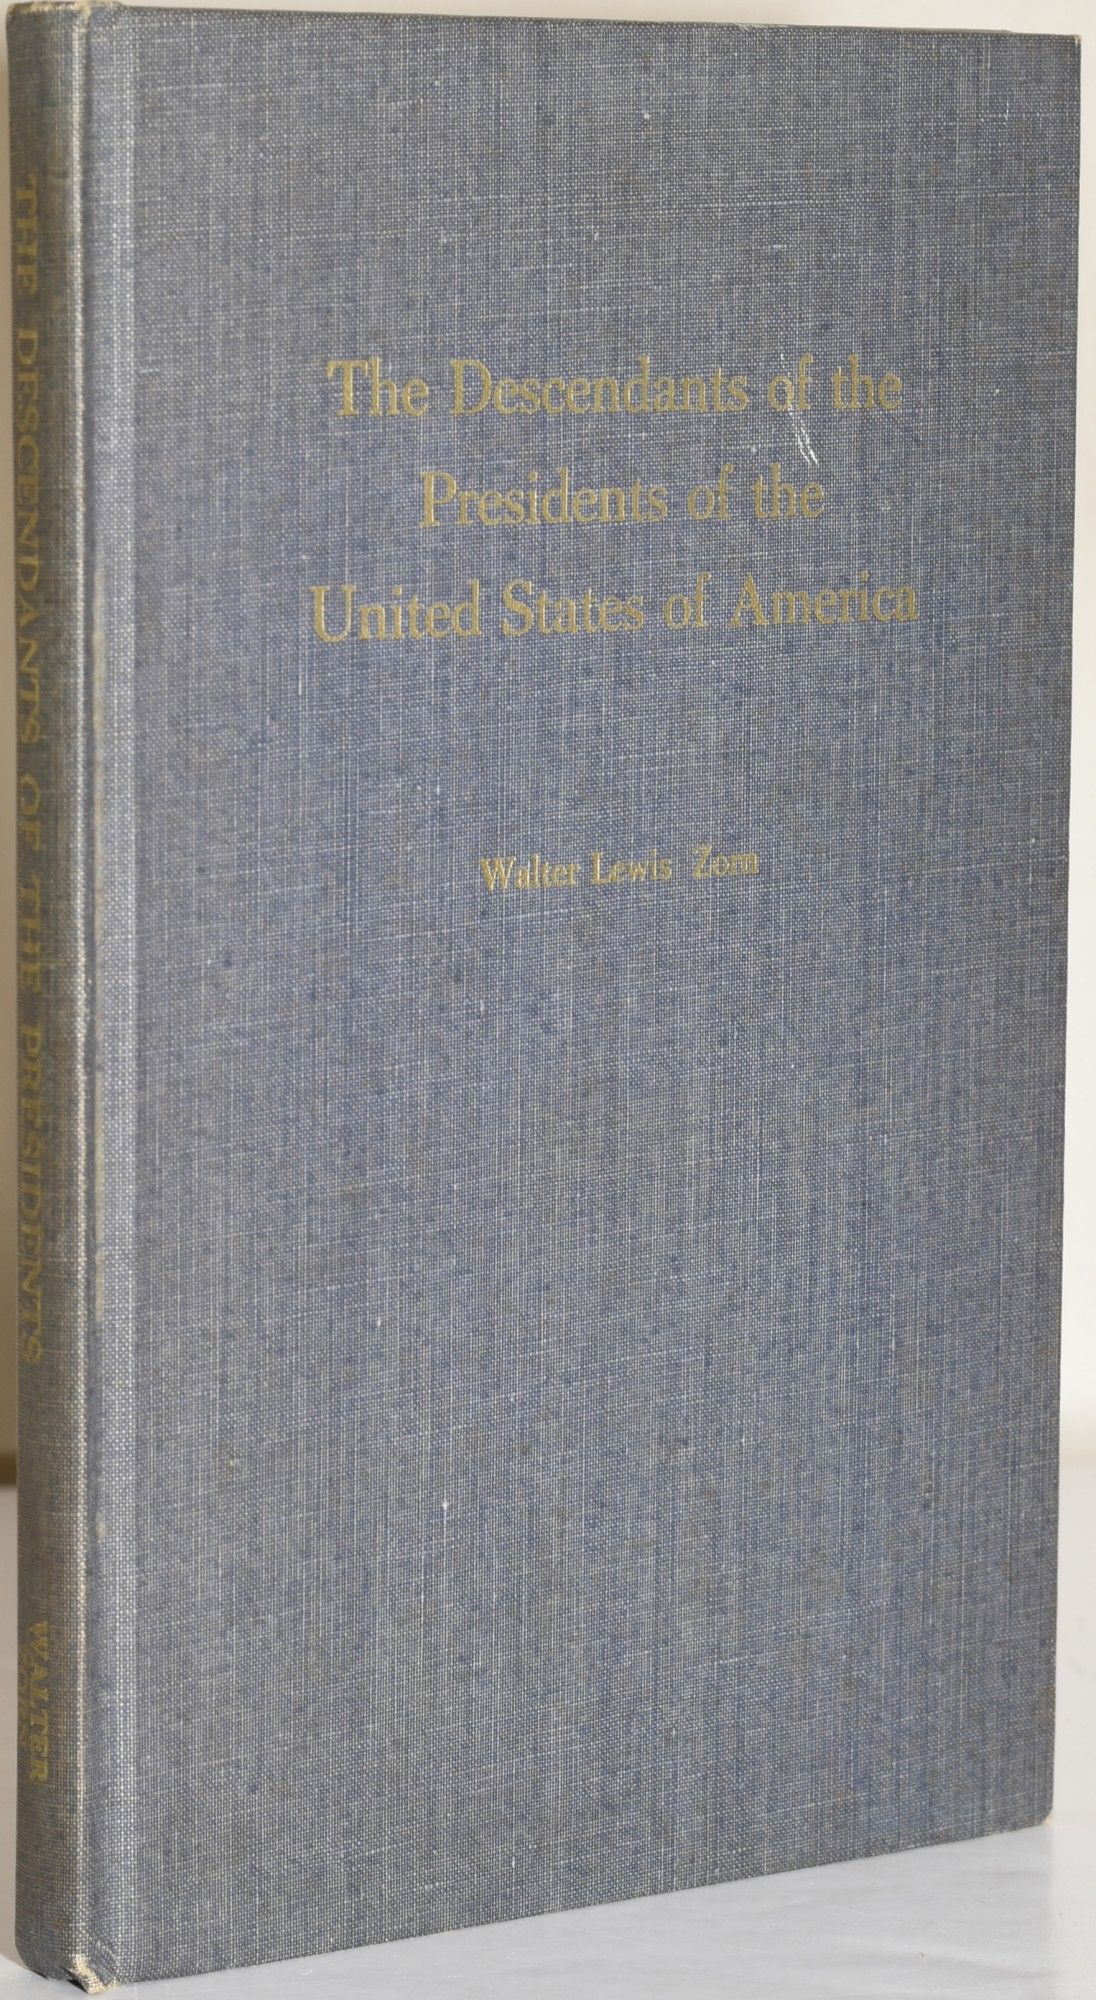 The Descendants of the
Presidents of the
United States of America
Walter Lewis Zorn
THE DESCENDANTS OF THE PRESIDENTS
WALTER
ZORN